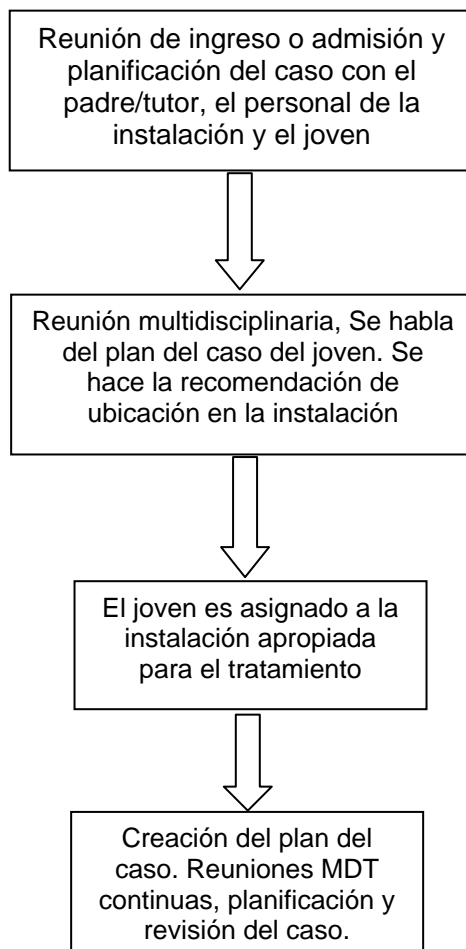 Reunión de ingreso o admisión y
planificación del caso con el
padre/tutor, el personal de la
instalación y el joven
Reunión multidisciplinaria, Se habla
del plan del caso del joven. Se
hace la recomendación de
ubicación en la instalación
El joven es asignado a la
instalación apropiada
para el tratamiento
Creación del plan del
caso. Reuniones MDT
continuas, planificación y
revisión del caso.